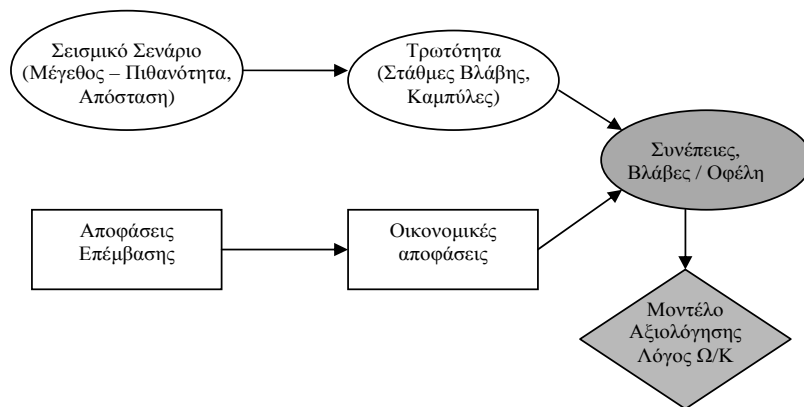 Σεισμικό Σενάριο
(Μέγεθος – Πιθανότητα,
Απόσταση)
Τρωτότητα
(Στάθμες Βλάβης,
Καμπύλες)
Συνέπειες,
Βλάβες / Οφέλη
Αποφάσεις
Επέμβασης
Οικονομικές
αποφάσεις
Μοντέλο
Αξιολόγησης
Λόγος Ω/Κ